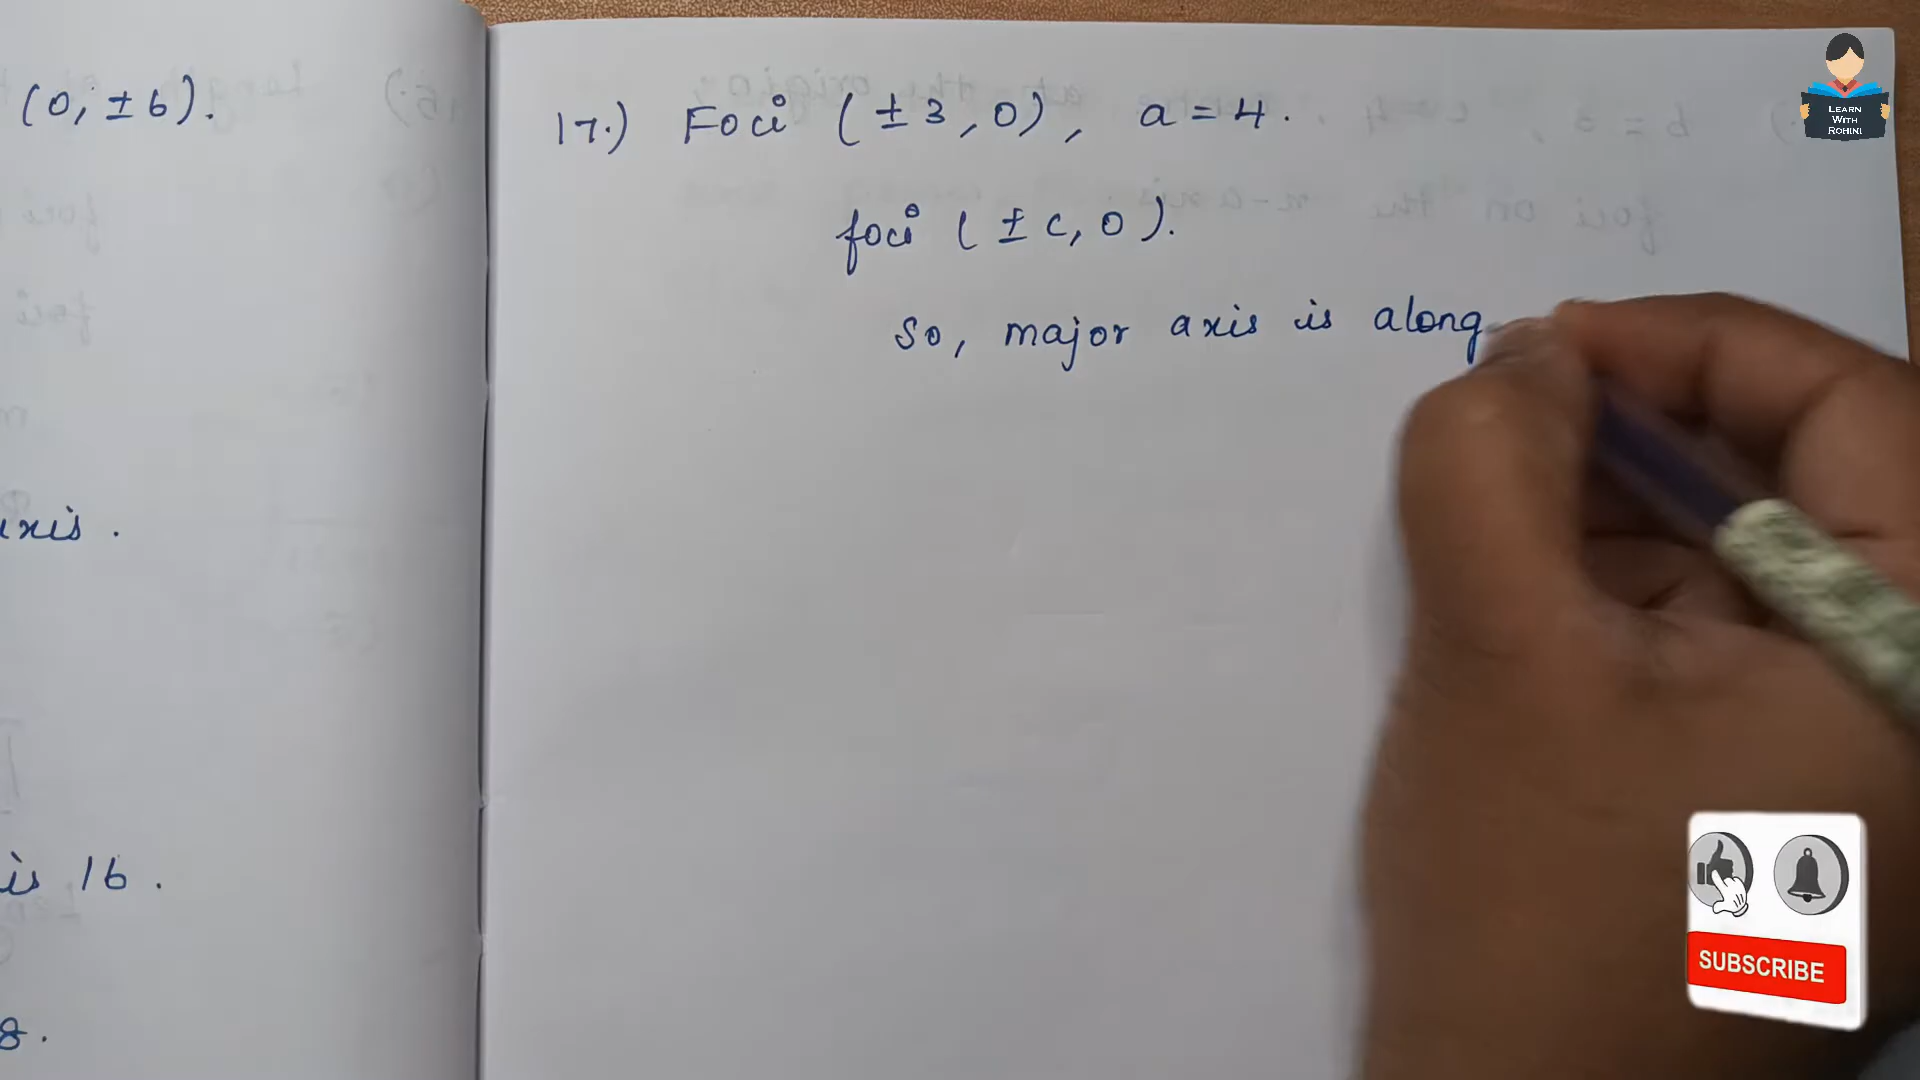 (0, ± 6).
axis.
is 16.
8.
17.) Foci (± 3, 0), a = 4.
foci (± c, 0).
So, major axis is along
LEARN
WITH
ROHINI
SUBSCRIBE